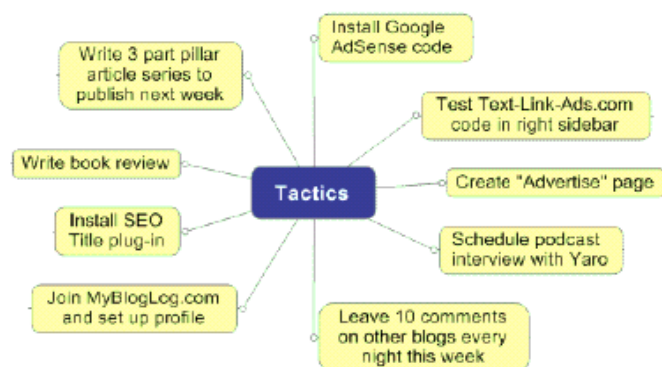 Install Google
AdSense code
Write 3 part pillar
article series to
publish next week
Test Text-Link-Ads.com
code in right sidebar
Write book review
Tactics
Create "Advertise" page
Install SEO
Title plug-in
Schedule podcast
interview with Yaro
Join MyBlogLog.com
and set up profile
Leave 10 comments
on other blogs every
night this week